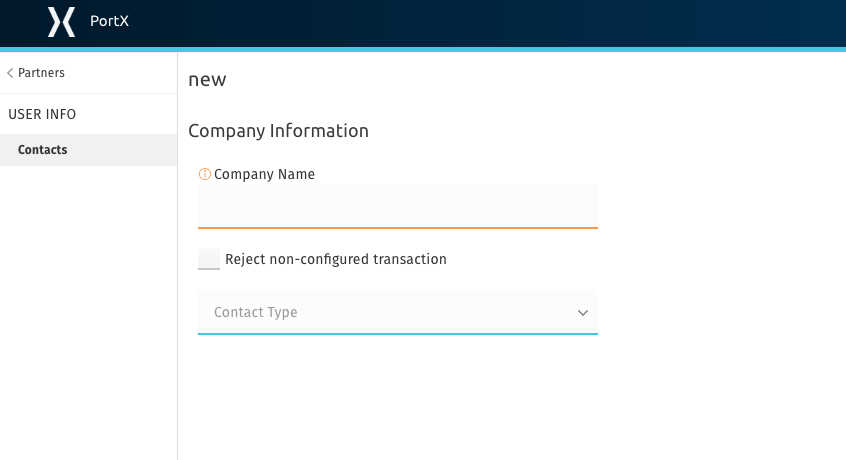 PortX
Partners
USER INFO
Contacts
new
Company Information
Company Name
Reject non-configured transaction
Contact Type